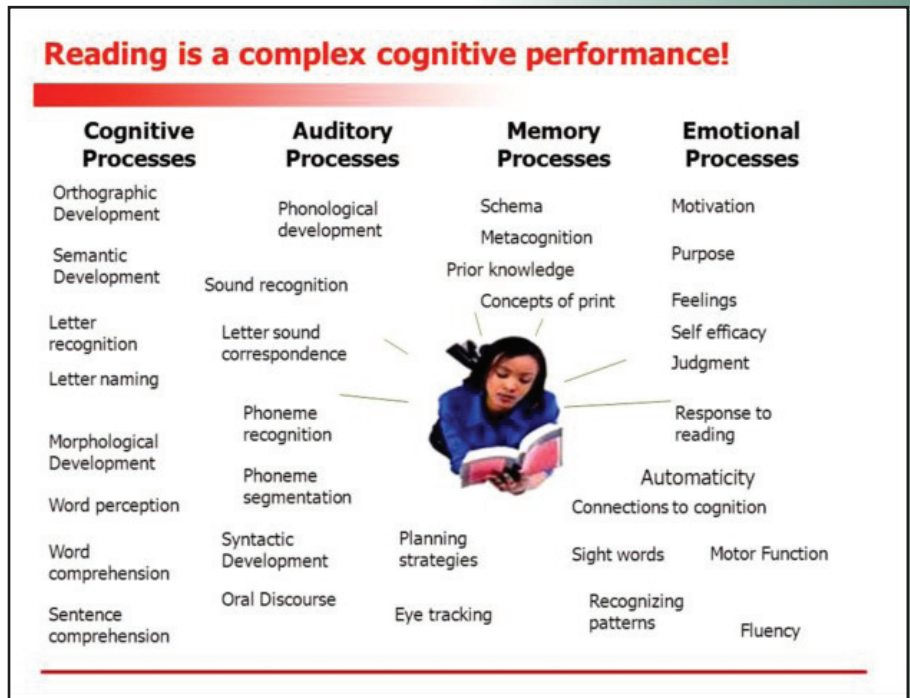 Reading is a complex cognitive performance!
Cognitive
Processes
Orthographic
Development
Semantic
Development
Letter
recognition
Letter naming
Morphological
Development
Word perception
Word
comprehension
Sentence
comprehension
Auditory
Processes
Phonological
development
Sound recognition
Letter sound
correspondence
Phoneme
recognition
Phoneme
segmentation
Syntactic
Development
Oral Discourse
Memory
Processes
Schema
Metacognition
Prior knowledge
Concepts of print
Planning
strategies
Eye tracking
Emotional
Processes
Motivation
Purpose
Feelings
Self efficacy
Judgment
Response to
reading
Automaticity
Connections to cognition
Sight words
Motor Function
Recognizing
patterns
Fluency